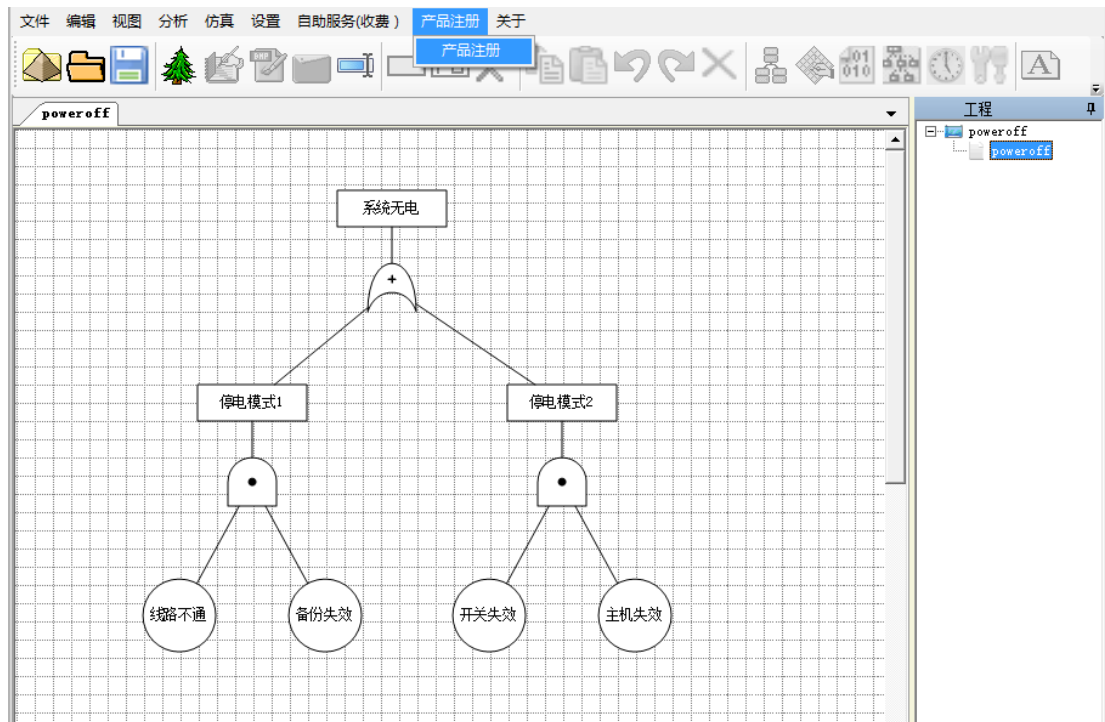 文件 编辑 视图 分析 仿真 设置 自助服务(收费) 产品注册 关于
产品注册
101
010
A
poweroff
工程
poweroff
poweroff
系统无电
+
停电模式1
停电模式2
线路不通
备份失效
开关失效
主机失效